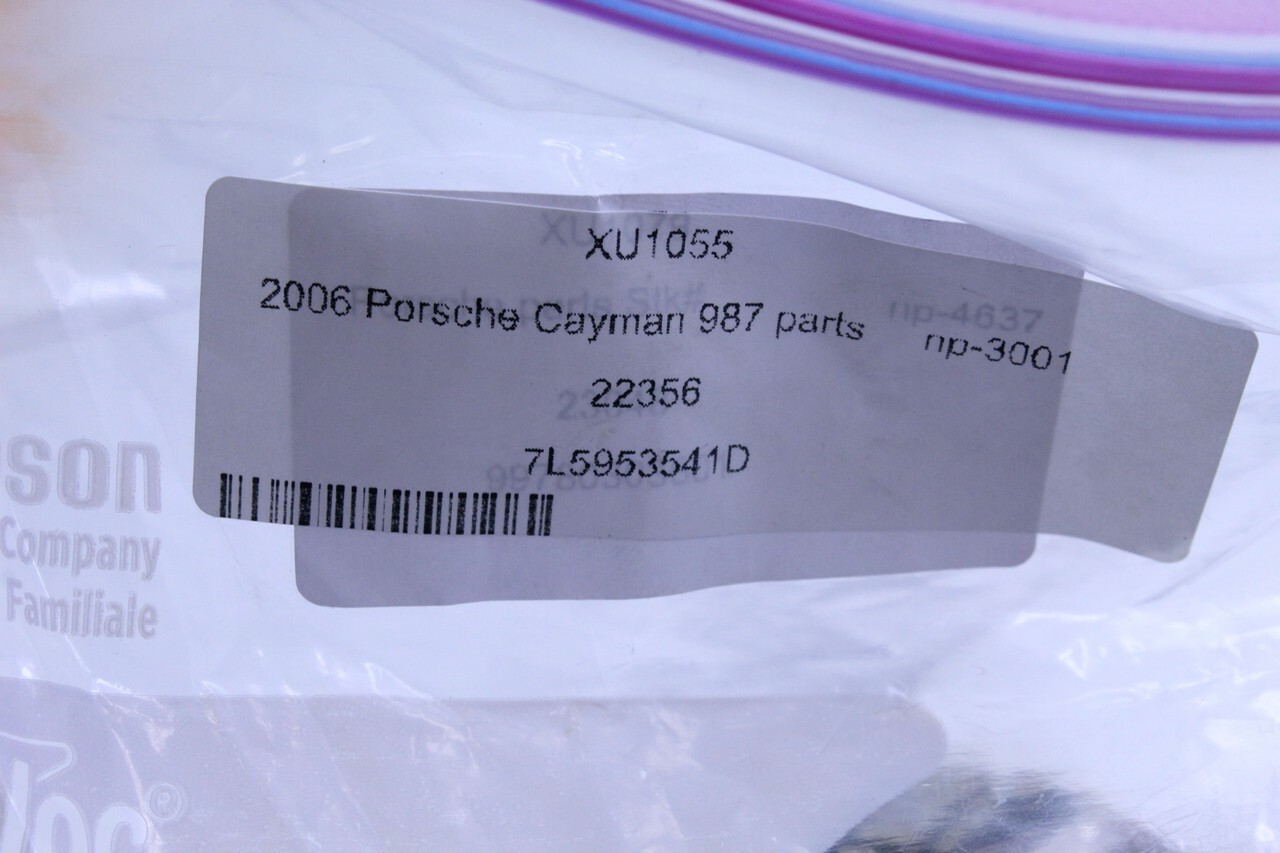 XU1055
2006 Porsche Cayman 987 parts np-3001
22356
7L5953541D
np-4637
son
Company
Familiale